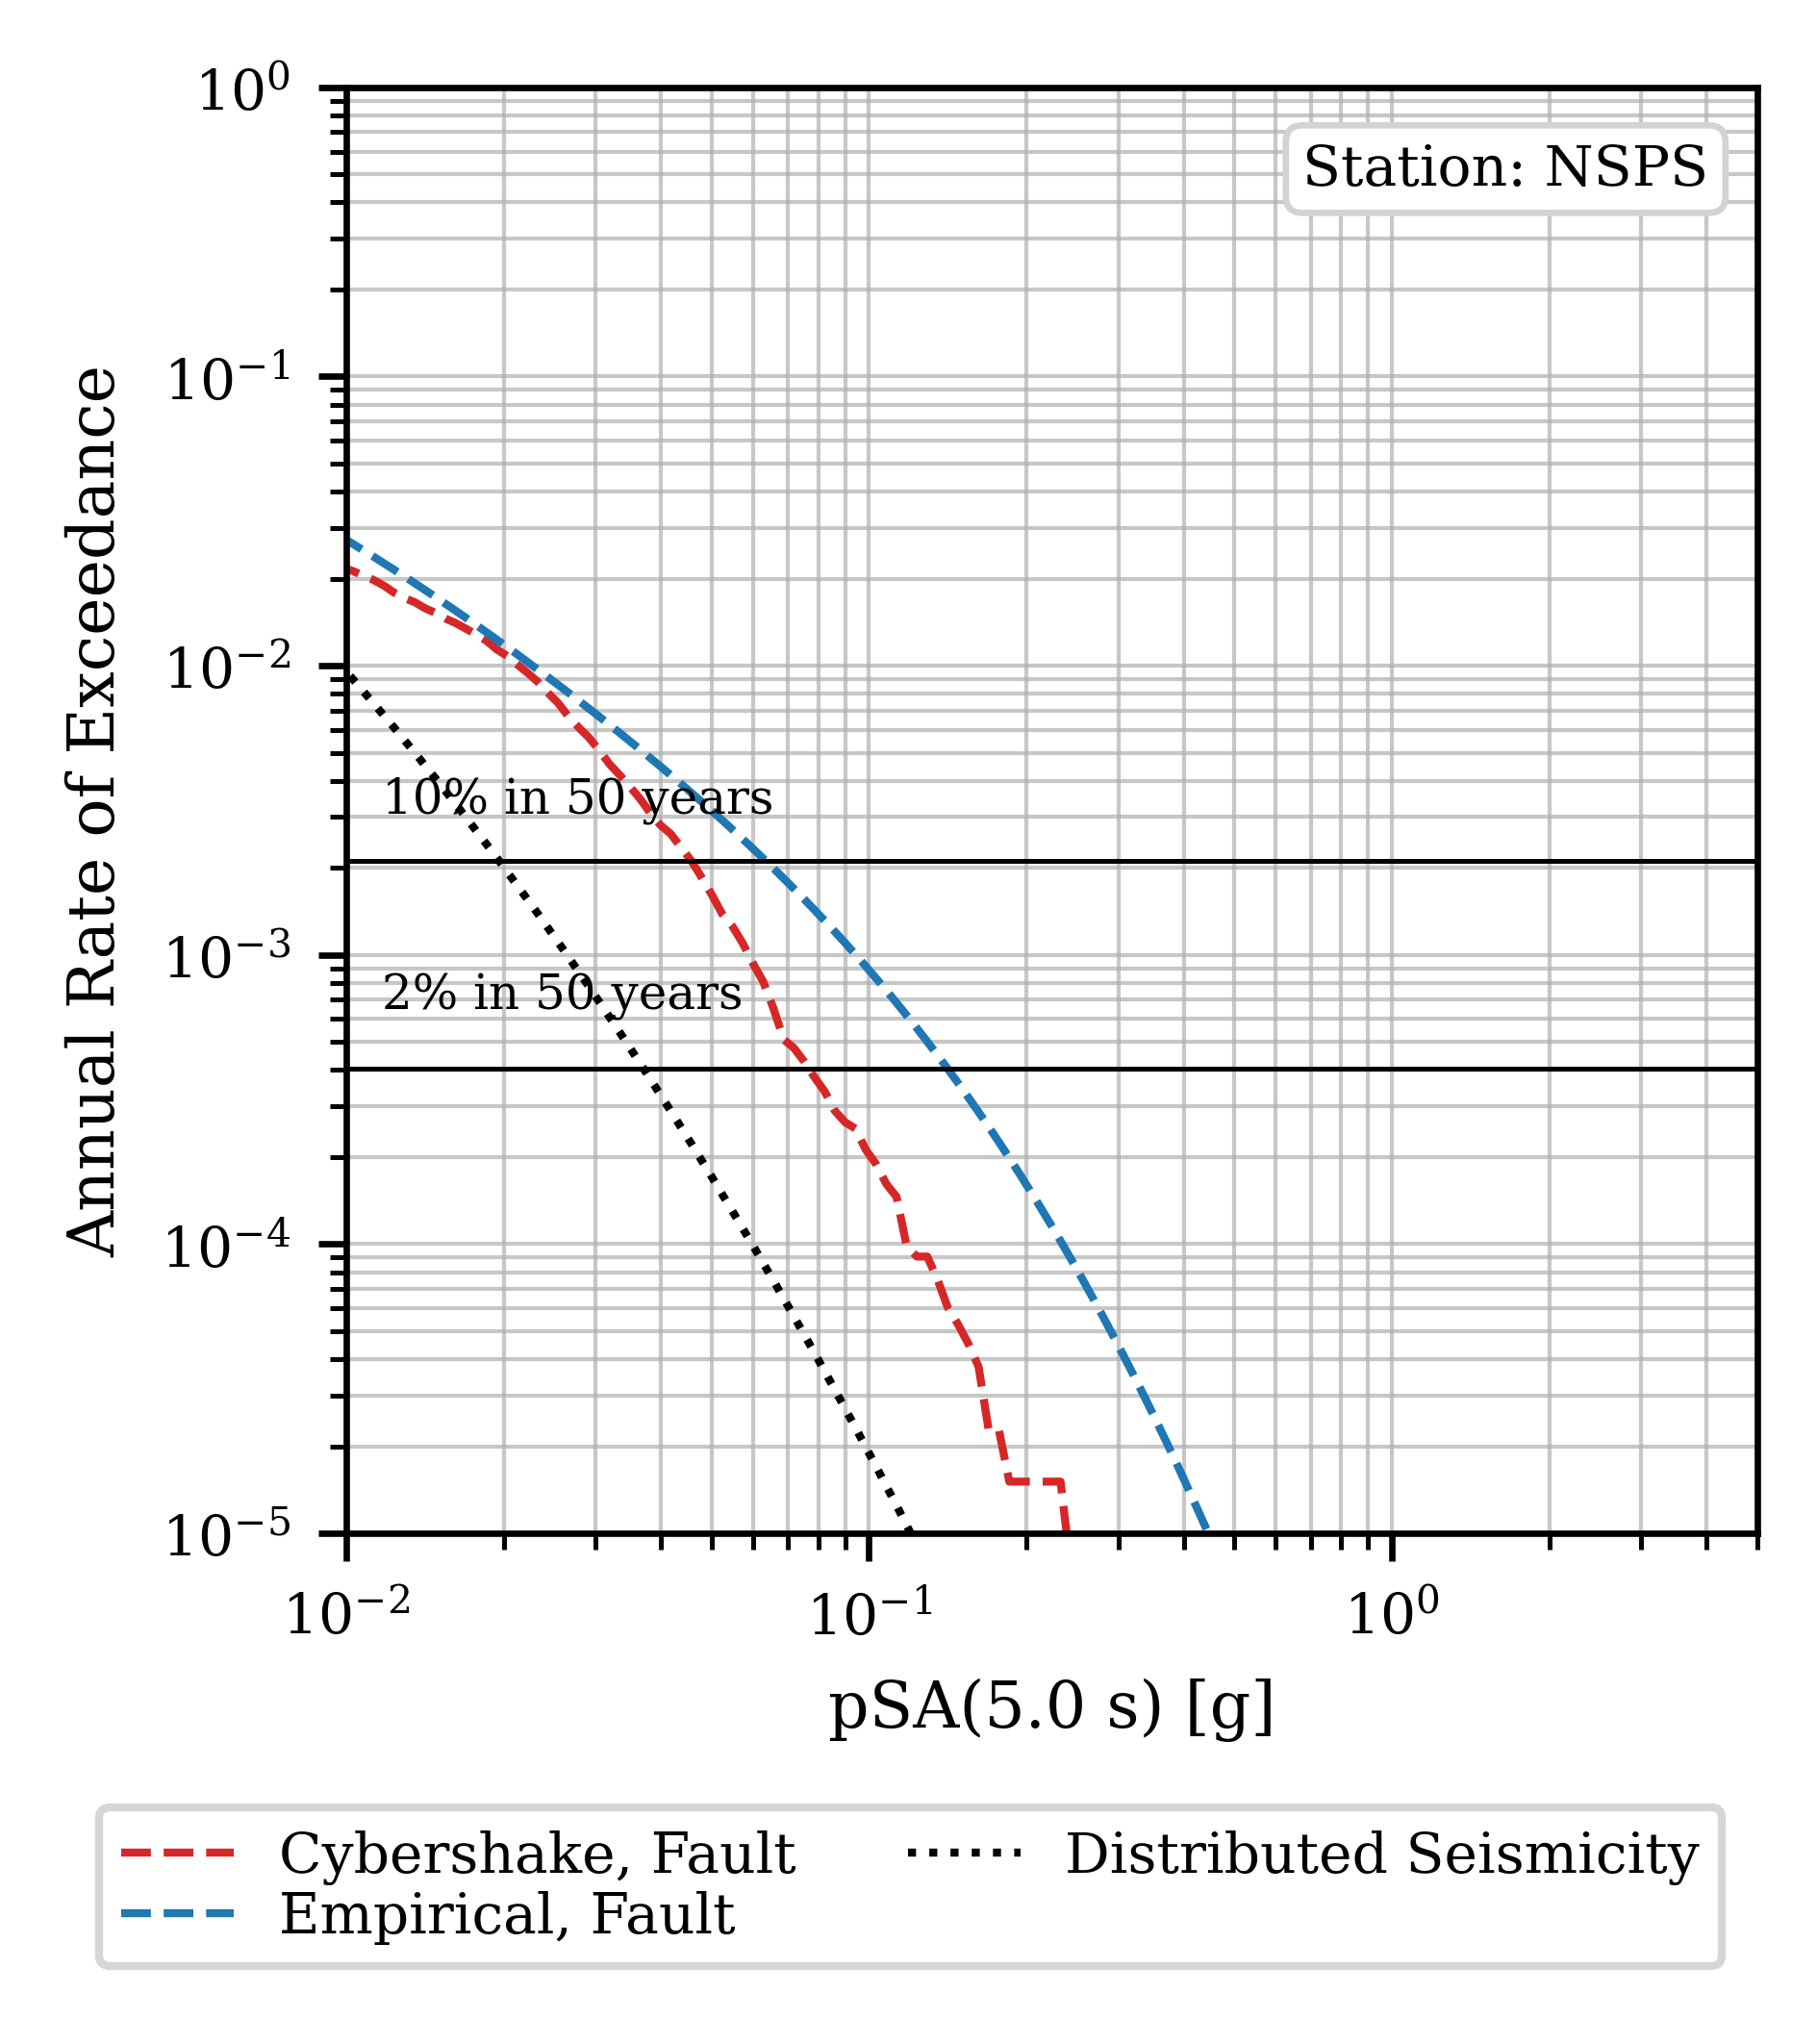 Station: NSPS
10⁰
10⁻¹
10⁻²
10⁻³
10⁻⁴
10⁻⁵
Annual Rate of Exceedance
10% in 50 years
2% in 50 years
10⁻² 10⁻¹ 10⁰
pSA(5.0 s) [g]
Cybershake, Fault
Empirical, Fault
Distributed Seismicity